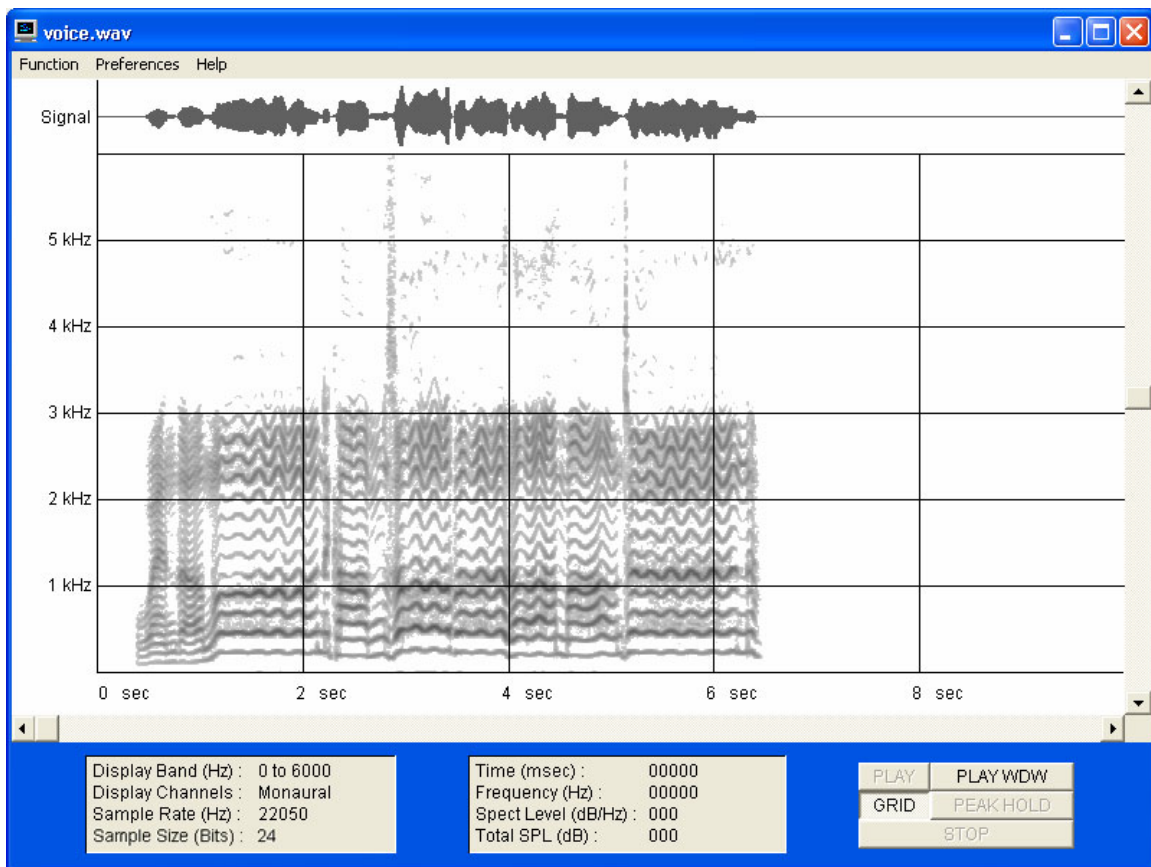 voice.wav
Function Preferences Help
Signal
5 kHz
4 kHz
3 kHz
2 kHz
1 kHz
0 sec 2 sec 4 sec 6 sec 8 sec
Display Band (Hz) : 0 to 6000
Display Channels : Monaural
Sample Rate (Hz) : 22050
Sample Size (Bits) : 24
Time (msec) : 00000
Frequency (Hz) : 00000
Spect Level (dB/Hz) : 000
Total SPL (dB) : 000
PLAY PLAY WDW
GRID PEAK HOLD
STOP